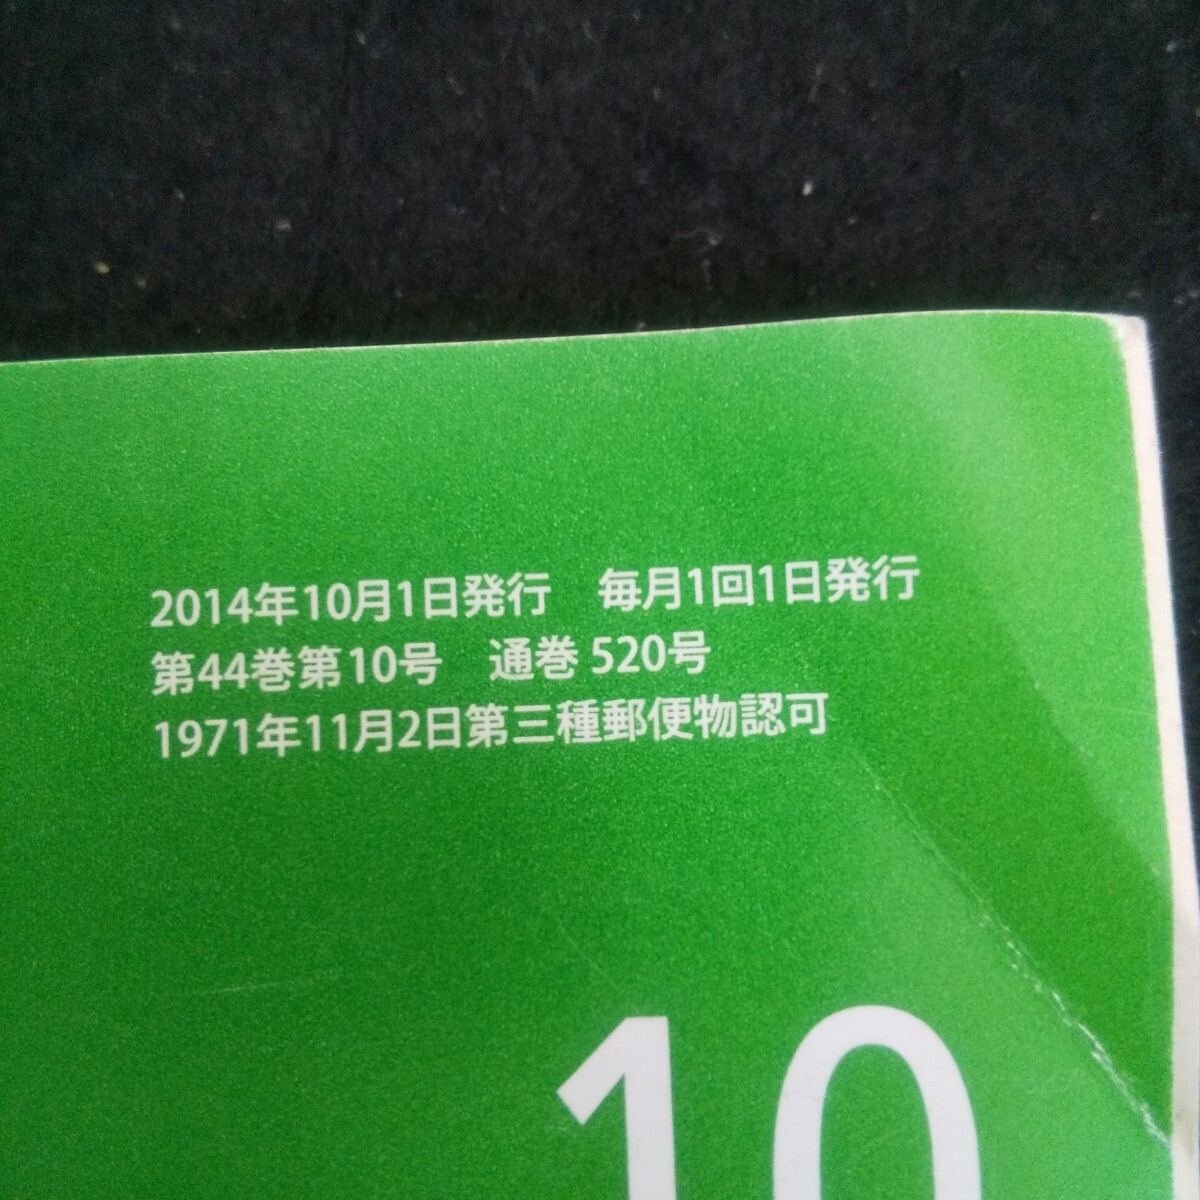 2014年10月1日発行　毎月1回1日発行
第44巻第10号　通巻 520号
1971年11月2日第三種郵便物認可
10